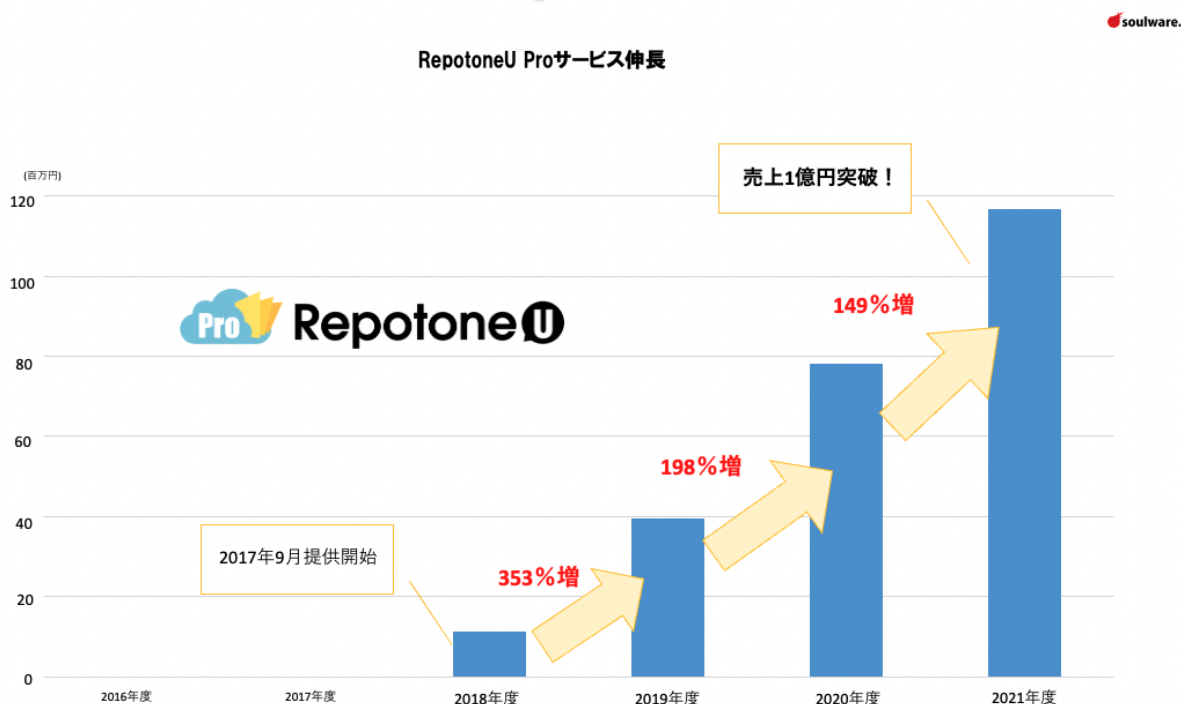 soulware.
RepotoneU Proサービス伸長
(百万円)
120
100
80
60
40
20
0
売上1億円突破！
149％増
Pro RepotoneU
198％増
2017年9月提供開始
353％増
2016年度
2017年度
2018年度
2019年度
2020年度
2021年度